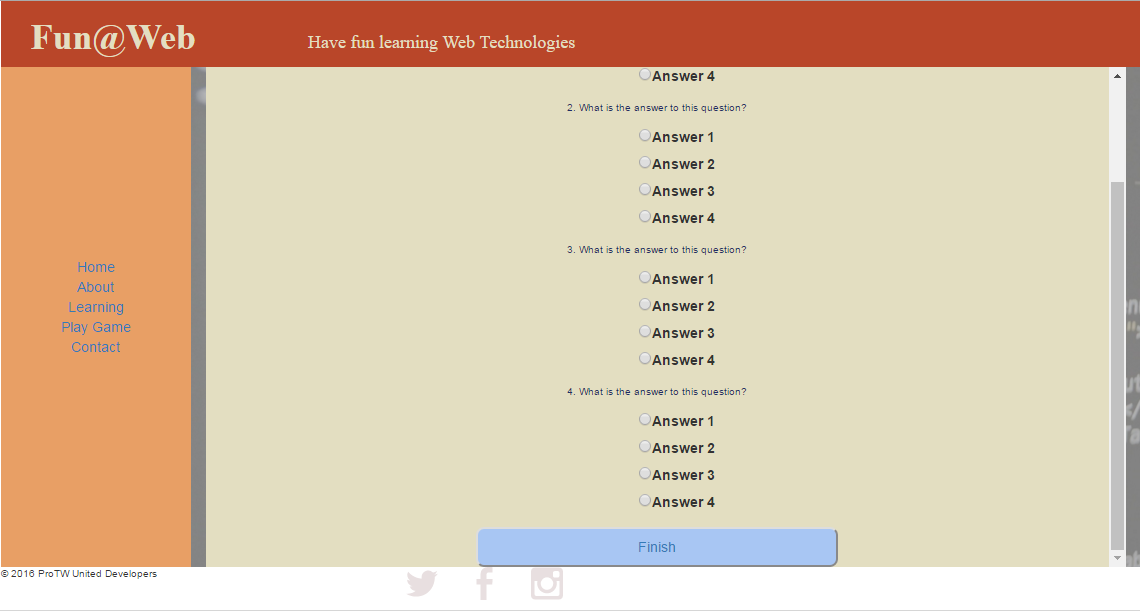 Fun@Web
Have fun learning Web Technologies
Home
About
Learning
Play Game
Contact
Answer 4
2. What is the answer to this question?
Answer 1
Answer 2
Answer 3
Answer 4
3. What is the answer to this question?
Answer 1
Answer 2
Answer 3
Answer 4
4. What is the answer to this question?
Answer 1
Answer 2
Answer 3
Answer 4
Finish
© 2016 ProTW United Developers